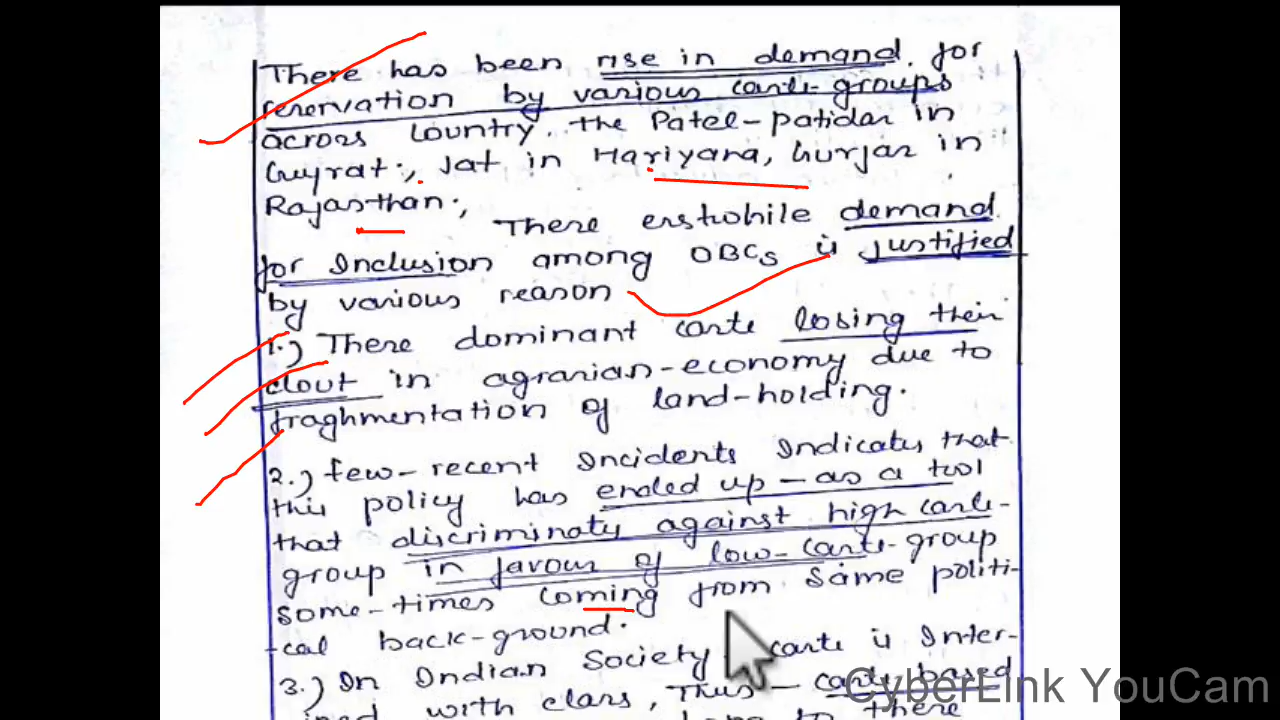 There has been rise in demand for
reservation by various caste groups
across country. the Patel-patidar in
Gujrat., Jat in Hariyana, Gurjar in
Rajasthan., There erstwhile demand
for Inclusion among OBCs is justified
by various reason
1.) There dominant caste losing their
clout in agrarian-economy due to
fraghmentation of land-holding.
2.) few-recent Incidents Indicates that
this policy has ended up-as a tool
that discriminates against high caste-
group in favour of low-caste-group
some-times coming from same politi-
-cal back-ground.
3.) In Indian Society caste is Inter-
with class, Thus- caste based
to there
CyberLink YouCam